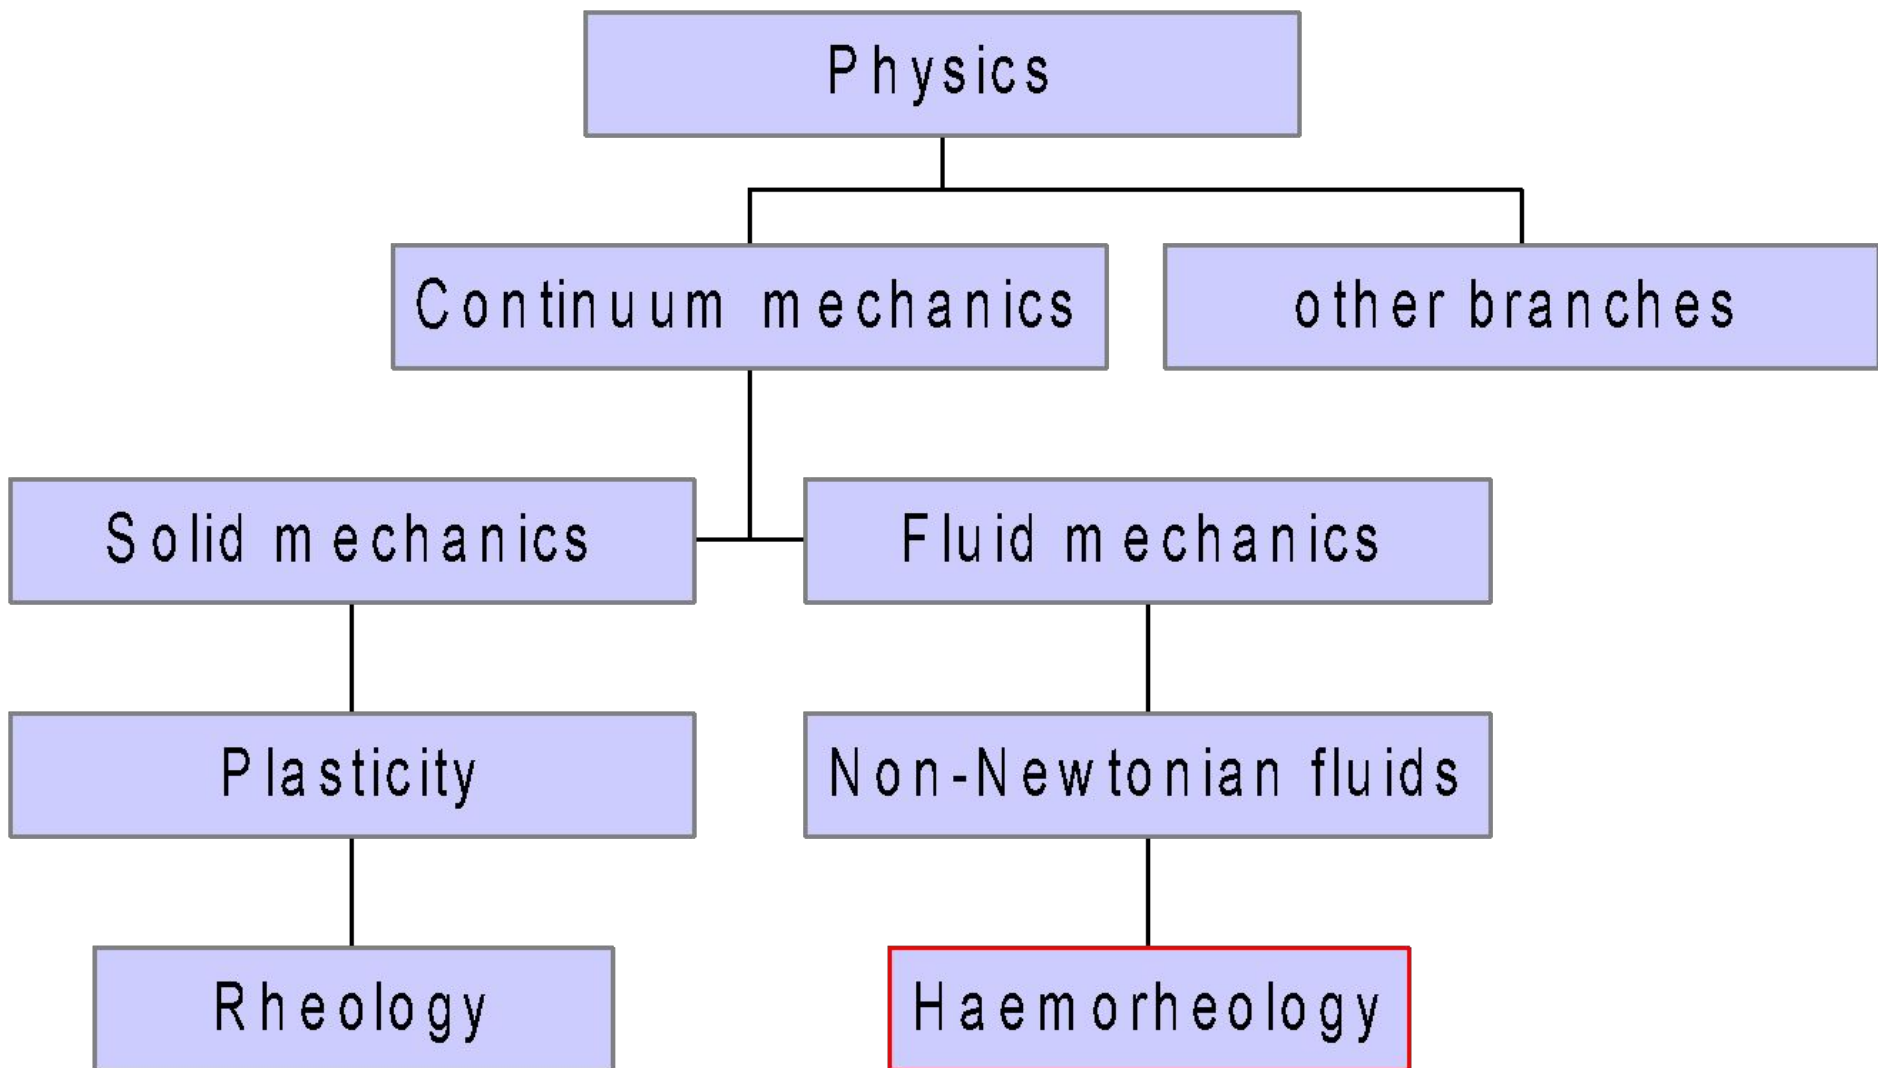 Physics
Continuum mechanics
other branches
Solid mechanics
Fluid mechanics
Plasticity
Non-Newtonian fluids
Rheology
Haemorheology